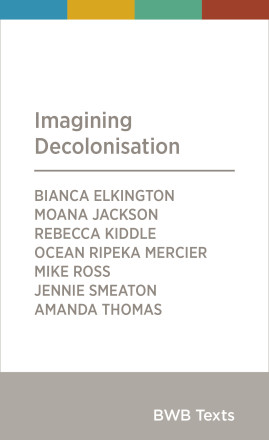 Imagining
Decolonisation
BIANCA ELKINGTON
MOANA JACKSON
REBECCA KIDDLE
OCEAN RIPEKA MERCIER
MIKE ROSS
JENNIE SMEATON
AMANDA THOMAS
BWB Texts